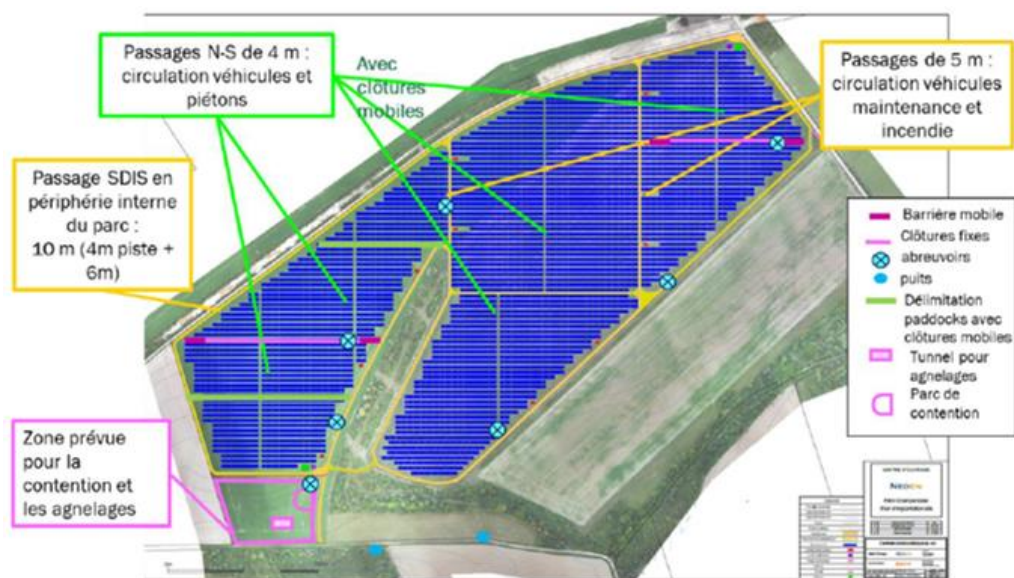 Passages N-S de 4 m :
circulation véhicules et
piétons
Avec
clôtures
mobiles
Passages de 5 m :
circulation véhicules
maintenance et
incendie
Passage SDIS en
périphérie interne
du parc :
10 m (4m piste +
6m)
Barrière mobile
Clôtures fixes
abreuvoirs
puits
Délimitation
paddocks avec
clôtures mobiles
Tunnel pour
agnelages
Parc de
contention
Zone prévue
pour la
contention et
les agnelages